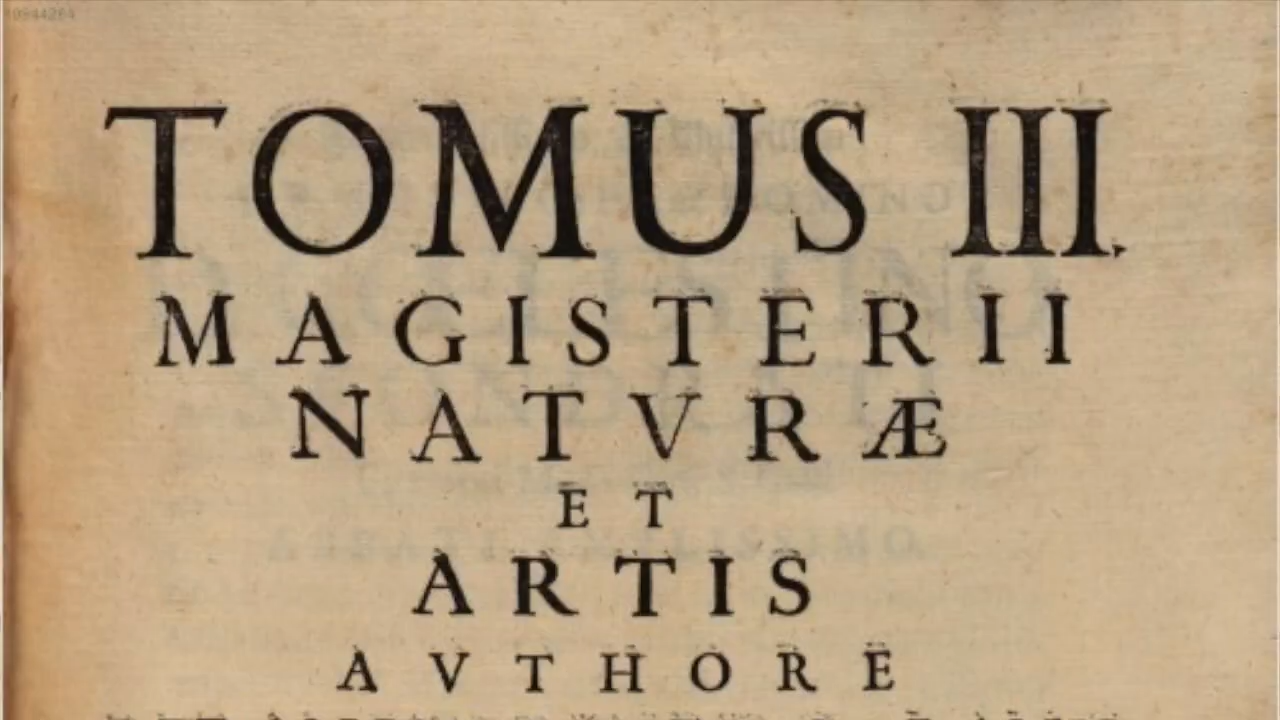 TOMUS III.
MAGISTERII
NATVRÆ
ET
ARTIS
AVTHORE